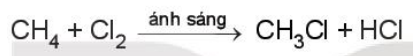 CH₄ + Cl₂ ánh sáng → CH₃Cl + HCl